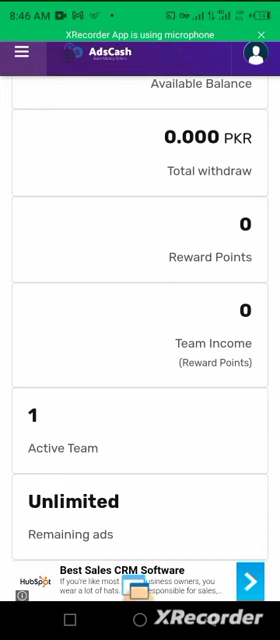 8:46 AM
XRecorder App is using microphone
AdsCash
Available Balance
0.000 PKR
Total withdraw
0
Reward Points
0
Team Income
(Reward Points)
1
Active Team
Unlimited
Remaining ads
Best Sales CRM Software
HubSpot
If you're like most business owners, you
wear a lot of hats. responsible for sales,...
XRecorder